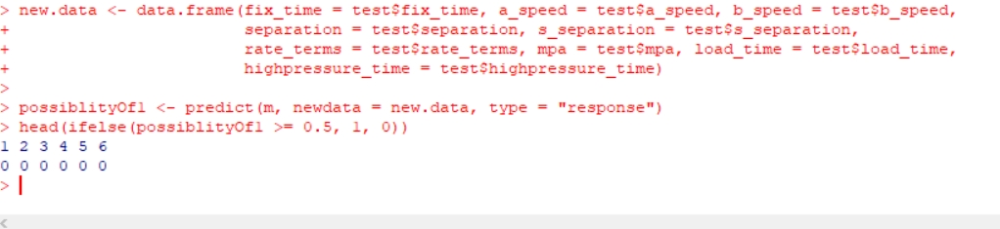 > new.data <- data.frame(fix_time = test$fix_time, a_speed = test$a_speed, b_speed = test$b_speed,
+                        separation = test$separation, s_separation = test$s_separation,
+                        rate_terms = test$rate_terms, mpa = test$mpa, load_time = test$load_time,
+                        highpressure_time = test$highpressure_time)
>
> possiblityOf1 <- predict(m, newdata = new.data, type = "response")
> head(ifelse(possiblityOf1 >= 0.5, 1, 0))
1 2 3 4 5 6
0 0 0 0 0 0
>